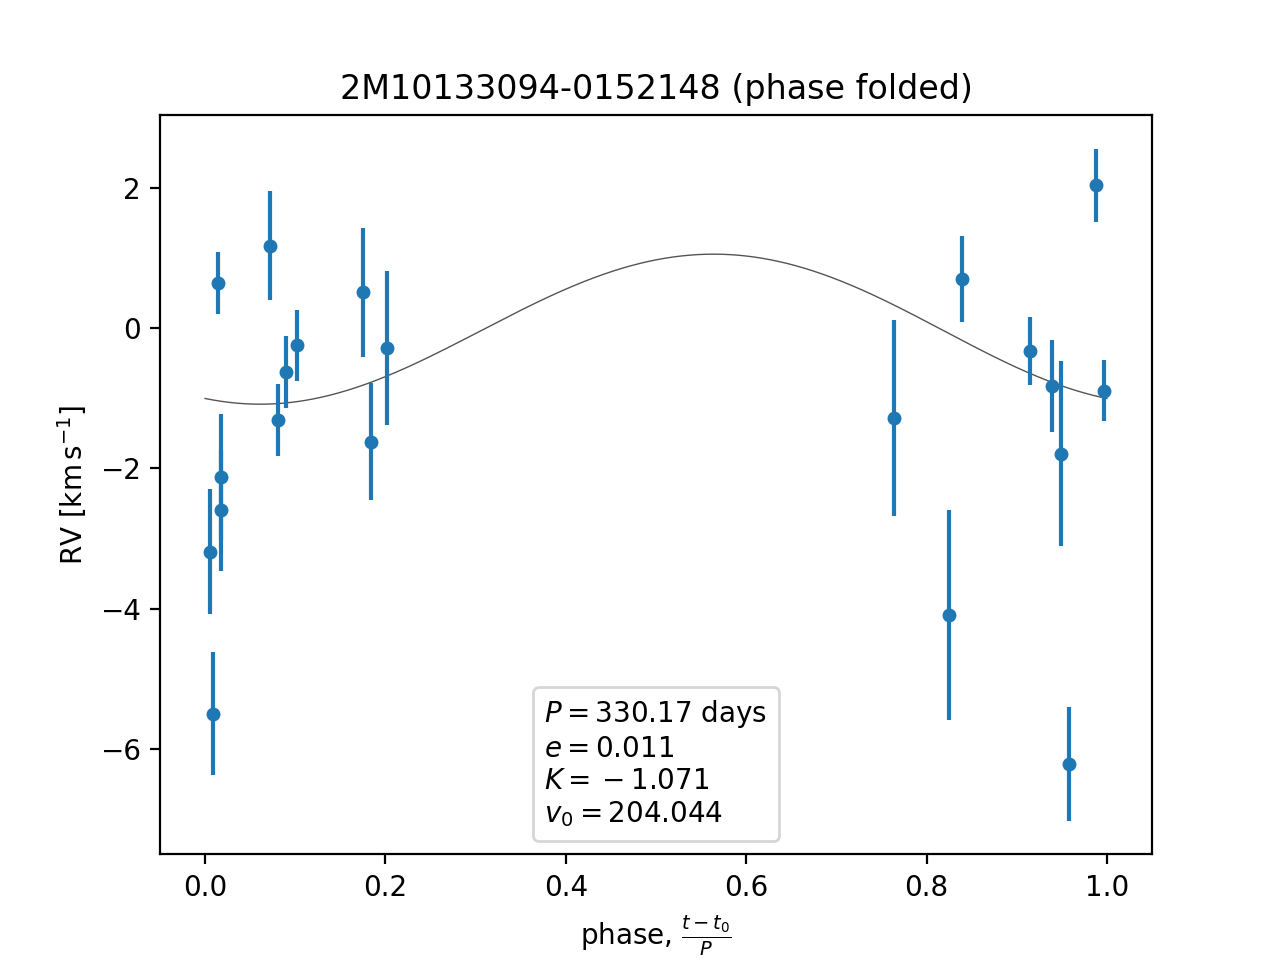 2M10133094-0152148 (phase folded)
RV [km s⁻¹]
2
0
−2
−4
−6
P = 330.17 days
e = 0.011
K = −1.071
v₀ = 204.044
0.0 0.2 0.4 0.6 0.8 1.0
phase, (t − t₀)/P